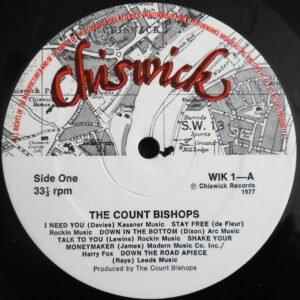 Chiswick
Chiswick
S.W. 13
Side One
33⅓ rpm
WIK 1—A
℗ Chiswick Records
1977
THE COUNT BISHOPS
I NEED YOU (Davies) Kassner Music STAY FREE (de Fleur)
Rockin Music DOWN IN THE BOTTOM (Dixon) Arc Music
TALK TO YOU (Lewins) Rockin Music SHAKE YOUR
MONEYMAKER (James) Modern Music Co. Inc./
Harry Fox DOWN THE ROAD APIECE
(Raye) Leeds Music
Produced by The Count Bishops